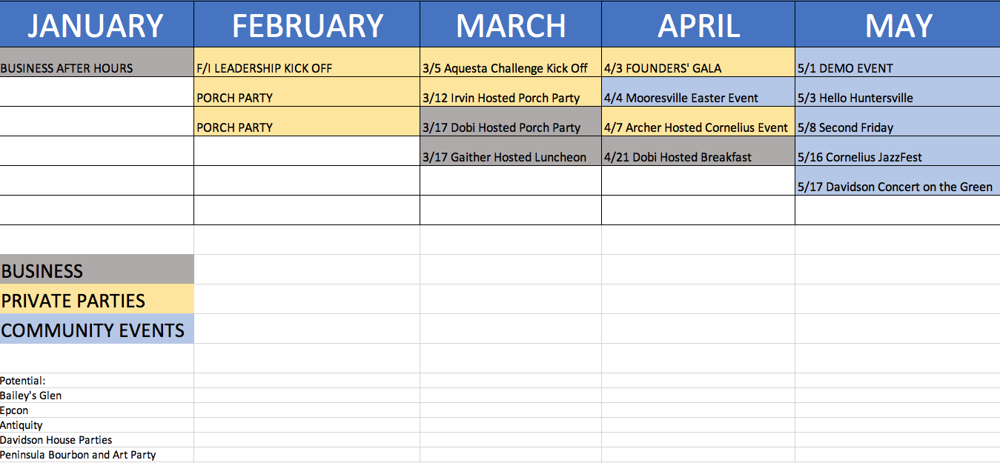 JANUARY FEBRUARY MARCH APRIL MAY
BUSINESS AFTER HOURS F/I LEADERSHIP KICK OFF 3/5 Aquesta Challenge Kick Off 4/3 FOUNDERS' GALA 5/1 DEMO EVENT
PORCH PARTY 3/12 Irvin Hosted Porch Party 4/4 Mooresville Easter Event 5/3 Hello Huntersville
PORCH PARTY 3/17 Dobi Hosted Porch Party 4/7 Archer Hosted Cornelius Event 5/8 Second Friday
3/17 Gaither Hosted Luncheon 4/21 Dobi Hosted Breakfast 5/16 Cornelius JazzFest
5/17 Davidson Concert on the Green
BUSINESS
PRIVATE PARTIES
COMMUNITY EVENTS
Potential:
Bailey's Glen
Epcon
Antiquity
Davidson House Parties
Peninsula Bourbon and Art Party